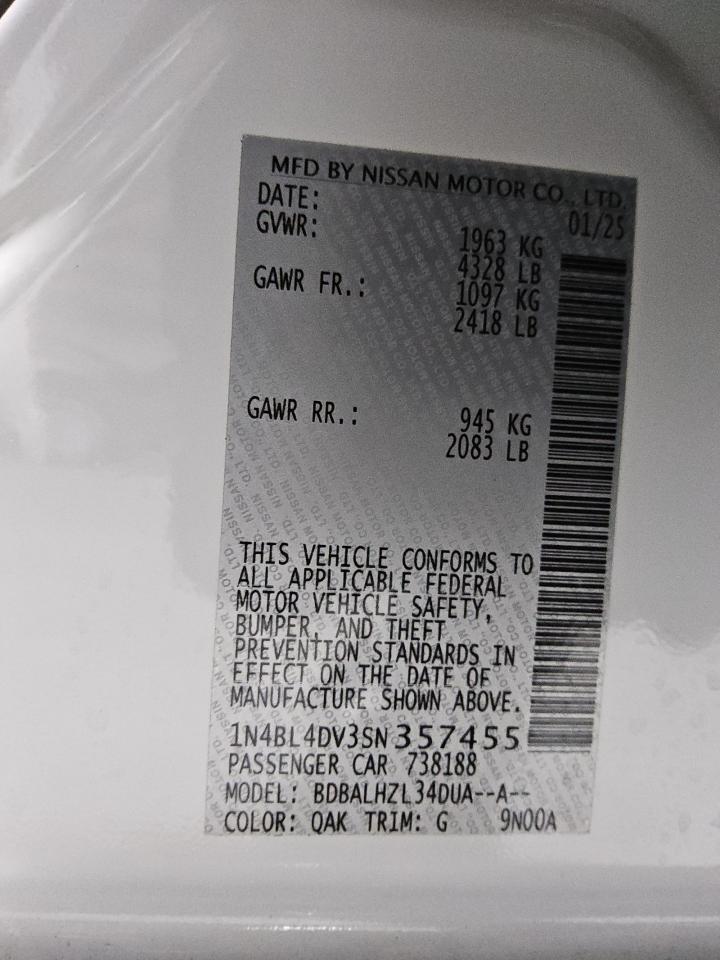 MFD BY NISSAN MOTOR CO., LTD.
DATE: 01/25
GVWR: 1963 KG
4328 LB
GAWR FR.: 1097 KG
2418 LB
GAWR RR.: 945 KG
2083 LB
THIS VEHICLE CONFORMS TO
ALL APPLICABLE FEDERAL
MOTOR VEHICLE SAFETY,
BUMPER, AND THEFT
PREVENTION STANDARDS IN
EFFECT ON THE DATE OF
MANUFACTURE SHOWN ABOVE.
1N4BL4DV3SN357455
PASSENGER CAR 738188
MODEL: BDBALHZL34DUA--A--
COLOR: QAK TRIM: G 9N00A